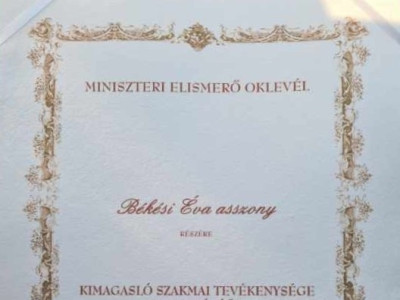 MINISZTERI ELISMERŐ OKLEVÉL
Békési Éva asszony
RÉSZÉRE
KIMAGASLÓ SZAKMAI TEVÉKENYSÉGE